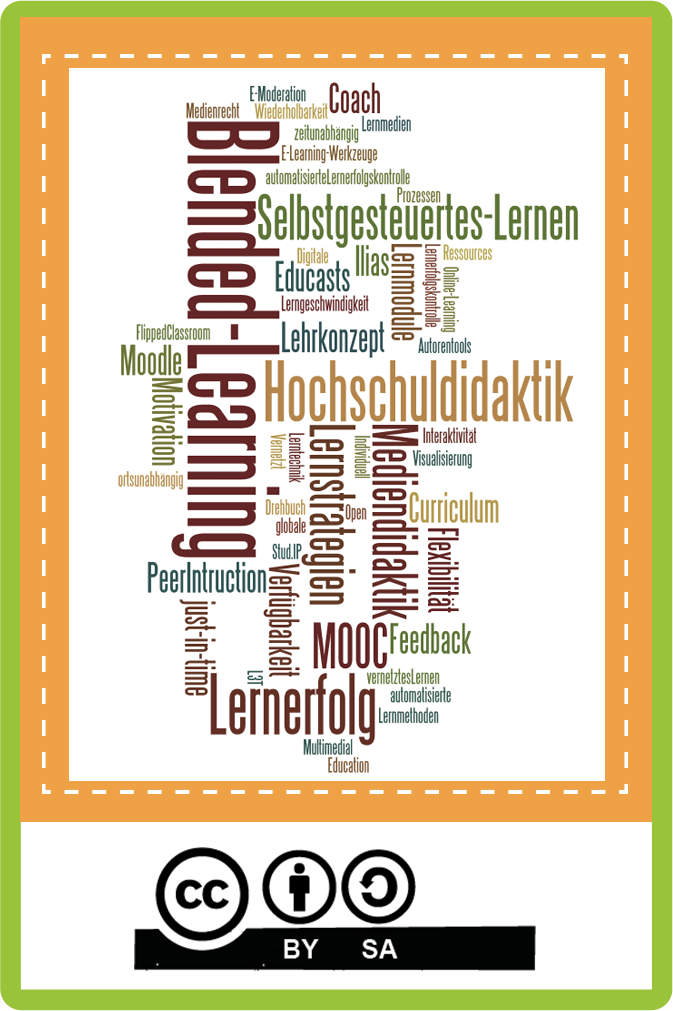 E-Moderation
Coach
Medienrecht
Wiederholbarkeit
Lernmedien
zeitunabhängig
E-Learning-Werkzeuge
Blended-Learning
automatisierteLernerfolgskontrolle
Prozessen
Selbstgesteuertes-Lernen
Digitale
Ilias
Lernmodule
Lernerfolgskontrolle
Ressources
Educasts
Online-Learning
Lerngeschwindigkeit
FlippedClassroom
Lehrkonzept
Autorentools
Moodle
Hochschuldidaktik
Motivation
Vernetzt
Lerntechnik
Lernstrategien
Individuell
Mediendidaktik
Interaktivität
Visualisierung
ortsunabhängig
Drehbuch
Open
Curriculum
globale
Flexibilität
Stud.IP
PeerIntruction
Verfügbarkeit
just-in-time
MOOC
Feedback
L3T
vernetztesLernen
Lernerfolg
automatisierte
Lernmethoden
Multimedial
Education
cc
BY SA